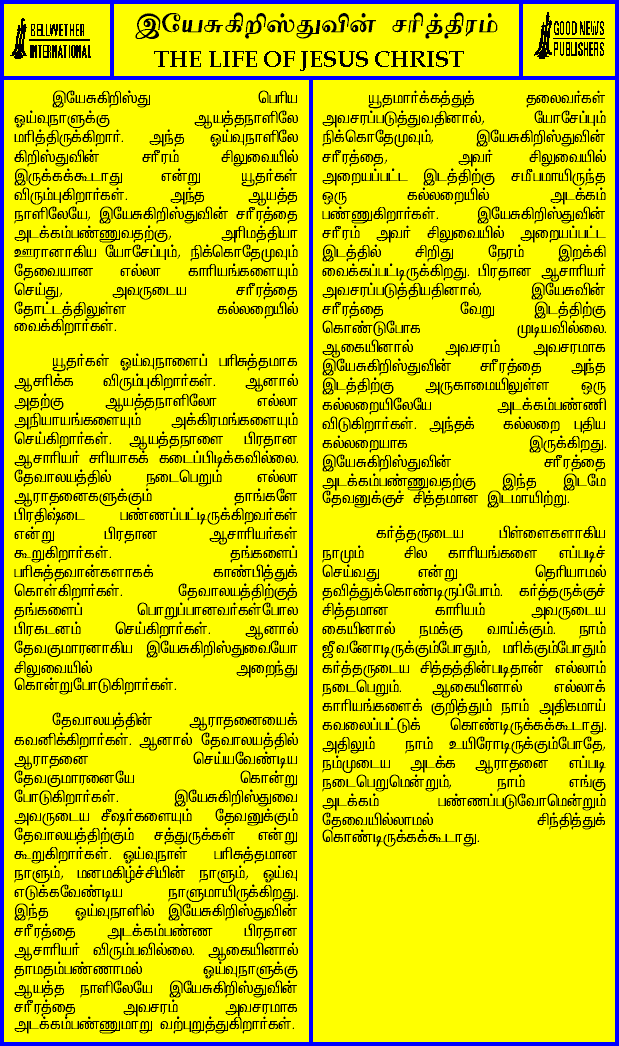 BELLWETHER
INTERNATIONAL
இயேசுகிறிஸ்துவின் சரித்திரம்
THE LIFE OF JESUS CHRIST
GOOD NEWS
PUBLISHERS
இயேசுகிறிஸ்து பெரிய
ஓய்வுநாளுக்கு ஆயத்தநாளிலே
மரித்திருக்கிறார். அந்த ஓய்வுநாளிலே
கிறிஸ்துவின் சரீரம் சிலுவையில்
இருக்கக்கூடாது என்று யூதர்கள்
விரும்புகிறார்கள். அந்த ஆயத்த
நாளிலேயே, இயேசுகிறிஸ்துவின் சரீரத்தை
அடக்கம்பண்ணுவதற்கு, அரிமத்தியா
ஊரானாகிய யோசேப்பும், நிக்கொதேமுவும்
தேவையான எல்லா காரியங்களையும்
செய்து, அவருடைய சரீரத்தை
தோட்டத்திலுள்ள கல்லறையில்
வைக்கிறார்கள்.
யூதர்கள் ஓய்வுநாளைப் பரிசுத்தமாக
ஆசரிக்க விரும்புகிறார்கள். ஆனால்
அதற்கு ஆயத்தநாளிலோ எல்லா
அநியாயங்களையும் அக்கிரமங்களையும்
செய்கிறார்கள். ஆயத்தநாளை பிரதான
ஆசாரியர் சரியாகக் கடைப்பிடிக்கவில்லை.
தேவாலயத்தில் நடைபெறும் எல்லா
ஆராதனைகளுக்கும் தாங்களே
பிரதிஷ்டை பண்ணப்பட்டிருக்கிறவர்கள்
என்று பிரதான ஆசாரியர்கள்
கூறுகிறார்கள். தங்களைப்
பரிசுத்தவான்களாகக் காண்பித்துக்
கொள்கிறார்கள். தேவாலயத்திற்குத்
தங்களைப் பொறுப்பானவர்கள்போல
பிரகடனம் செய்கிறார்கள். ஆனால்
தேவகுமாரனாகிய இயேசுகிறிஸ்துவையோ
சிலுவையில் அறைந்து
கொன்றுபோடுகிறார்கள்.
தேவாலயத்தின் ஆராதனையைக்
கவனிக்கிறார்கள். ஆனால் தேவாலயத்தில்
ஆராதனை செய்யவேண்டிய
தேவகுமாரனையே கொன்று
போடுகிறார்கள். இயேசுகிறிஸ்துவை
அவருடைய சீஷர்களையும் தேவனுக்கும்
தேவாலயத்திற்கும் சத்துருக்கள் என்று
கூறுகிறார்கள். ஓய்வுநாள் பரிசுத்தமான
நாளும், மனமகிழ்ச்சியின் நாளும், ஓய்வு
எடுக்கவேண்டிய நாளுமாயிருக்கிறது.
இந்த ஓய்வுநாளில் இயேசுகிறிஸ்துவின்
சரீரத்தை அடக்கம்பண்ண பிரதான
ஆசாரியர் விரும்பவில்லை. ஆகையினால்
தாமதம்பண்ணாமல் ஓய்வுநாளுக்கு
ஆயத்த நாளிலேயே இயேசுகிறிஸ்துவின்
சரீரத்தை அவசரம் அவசரமாக
அடக்கம்பண்ணுமாறு வற்புறுத்துகிறார்கள்.
யூதமார்க்கத்துத் தலைவர்கள்
அவசரப்படுத்துவதினால், யோசேப்பும்
நிக்கொதேமுவும், இயேசுகிறிஸ்துவின்
சரீரத்தை, அவர் சிலுவையில்
அறையப்பட்ட இடத்திற்கு சமீபமாயிருந்த
ஒரு கல்லறையில் அடக்கம்
பண்ணுகிறார்கள். இயேசுகிறிஸ்துவின்
சரீரம் அவர் சிலுவையில் அறையப்பட்ட
இடத்தில் சிறிது நேரம் இறக்கி
வைக்கப்பட்டிருக்கிறது. பிரதான ஆசாரியர்
அவசரப்படுத்தியதினால், இயேசுவின்
சரீரத்தை வேறு இடத்திற்கு
கொண்டுபோக முடியவில்லை.
ஆகையினால் அவசரம் அவசரமாக
இயேசுகிறிஸ்துவின் சரீரத்தை அந்த
இடத்திற்கு அருகாமையிலுள்ள ஒரு
கல்லறையிலேயே அடக்கம்பண்ணி
விடுகிறார்கள். அந்தக் கல்லறை புதிய
கல்லறையாக இருக்கிறது.
இயேசுகிறிஸ்துவின் சரீரத்தை
அடக்கம்பண்ணுவதற்கு இந்த இடமே
தேவனுக்குச் சித்தமான இடமாயிற்று.
கர்த்தருடைய பிள்ளைகளாகிய
நாமும் சில காரியங்களை எப்படிச்
செய்வது என்று தெரியாமல்
தவித்துக்கொண்டிருப்போம். கர்த்தருக்குச்
சித்தமான காரியம் அவருடைய
கையினோடு நமக்கு வாய்க்கும். நாம்
ஜீவனோடிருக்கும்போதும், மரிக்கும்போதும்
கர்த்தருடைய சித்தத்தின்படிதான் எல்லாம்
நடைபெறும். ஆகையினால் எல்லாக்
காரியங்களைக் குறித்தும் நாம் அதிகமாய்
கவலைப்பட்டுக் கொண்டிருக்கக்கூடாது.
அதிலும் நாம் உயிரோடிருக்கும்போதே,
நம்முடைய அடக்க ஆராதனை எப்படி
நடைபெறுமென்றும், நாம் எங்கு
அடக்கம் பண்ணப்படுவோமென்றும்
தேவையில்லாமல் சிந்தித்துக்
கொண்டிருக்கக்கூடாது.